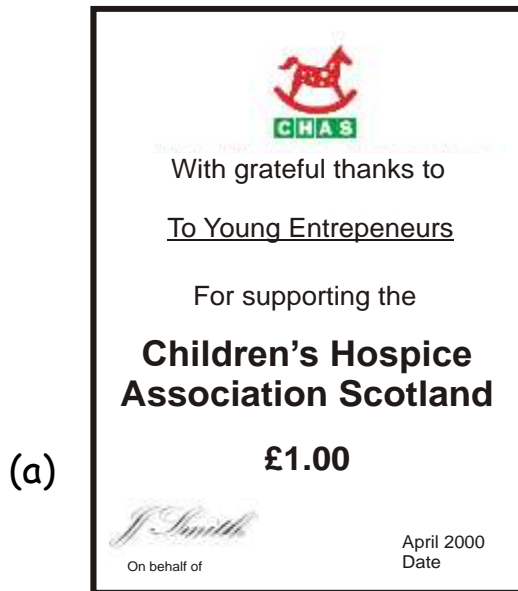 CHAS
With grateful thanks to
To Young Entrepeneurs
For supporting the
Children's Hospice
Association Scotland
£1.00
(a)
J Smith
April 2000
On behalf of
Date